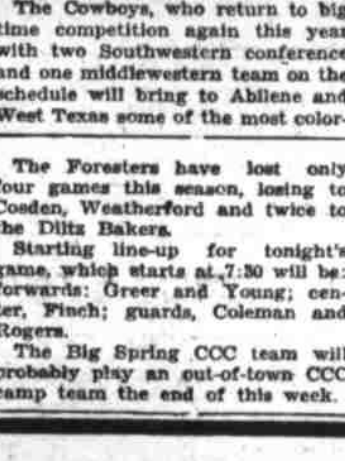 The Cowboys, who return to big
time competition again this year
with two Southwestern conference
and one middlewestern team on the
schedule will bring to Abilene and
West Texas some of the most color-
The Foresters have lost only
four games this season, losing to
Cosden, Weatherford and twice to
the Diltz Bakers.
Starting line-up for tonight's
game, which starts at 7:30 will be:
forwards: Greer and Young; cen-
ter, Finch; guards, Coleman and
Rogers.
The Big Spring CCC team will
probably play an out-of-town CCC
camp team the end of this week.